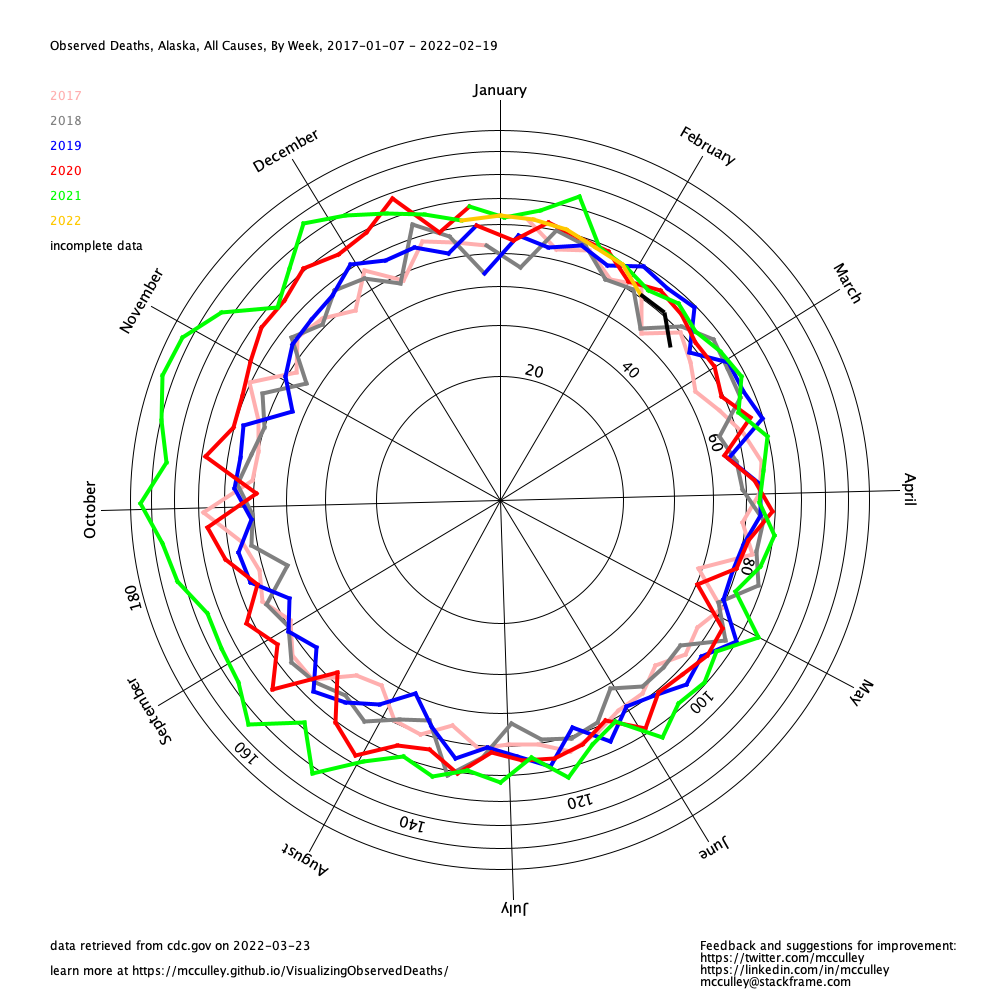 Observed Deaths, Alaska, All Causes, By Week, 2017-01-07 - 2022-02-19
2017
2018
2019
2020
2021
2022
incomplete data
January
February
March
April
May
June
July
August
September
October
November
December
20
40
60
80
100
120
140
160
180
data retrieved from cdc.gov on 2022-03-23
learn more at https://mcculley.github.io/VisualizingObservedDeaths/
Feedback and suggestions for improvement:
https://twitter.com/mcculley
https://linkedin.com/in/mcculley
mcculley@stackframe.com